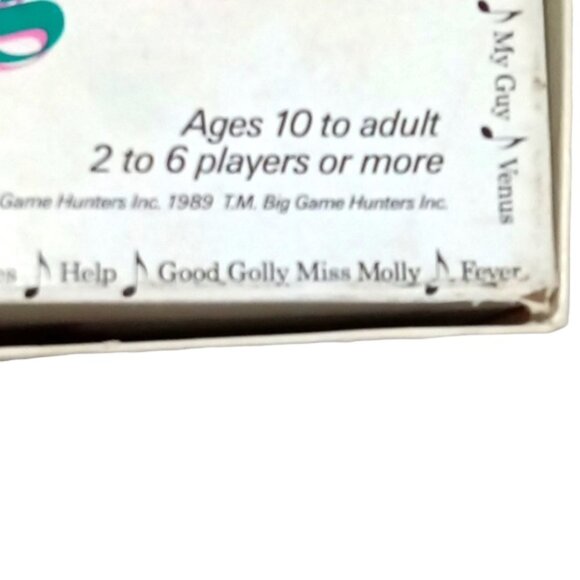 Ages 10 to adult
2 to 6 players or more
Game Hunters Inc. 1989 T.M. Big Game Hunters Inc.
Help ♪ Good Golly Miss Molly ♪ Fever
My Guy ♪ Venus